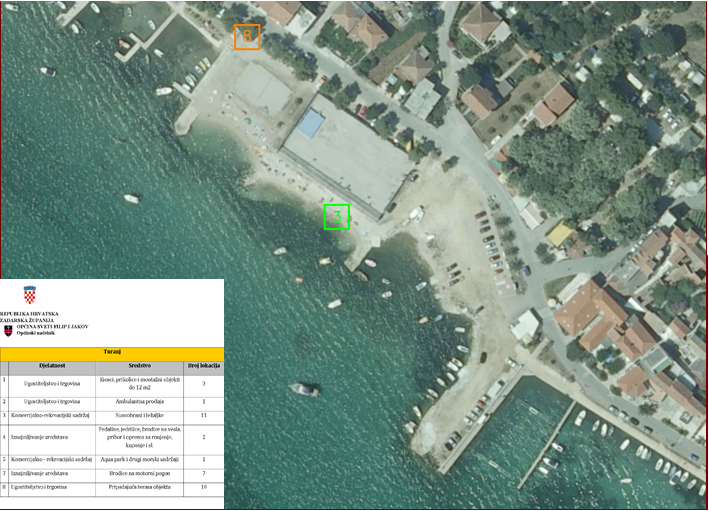 8
3
REPUBLIKA HRVATSKA
ZADARSKA ŽUPANIJA
OPĆINA SVETI FILIP I JAKOV
Općinski načelnik
Turanj
Djelatnost Sredstvo Broj lokacija
1 Ugostiteljstvo i trgovina Kiosci, prikolice i montažni objekti do 12 m2 3
2 Ugostiteljstvo i trgovina Ambulantna prodaja 1
3 Komercijalno-rekreacijski sadržaj Suncobrani i ležaljke 11
4 Iznajmljivanje sredstava Pedaline, jedrilice, brodice na vesla, pribor i oprema za ronjenje, kupanje i sl. 2
5 Komercijalno - rekreacijski sadržaj Aqua park i drugi morski sadržaji 1
7 Iznajmljivanje sredstava Brodice na motorni pogon 7
8 Ugostiteljstvo i trgovina Pripadajuća terasa objekta 10